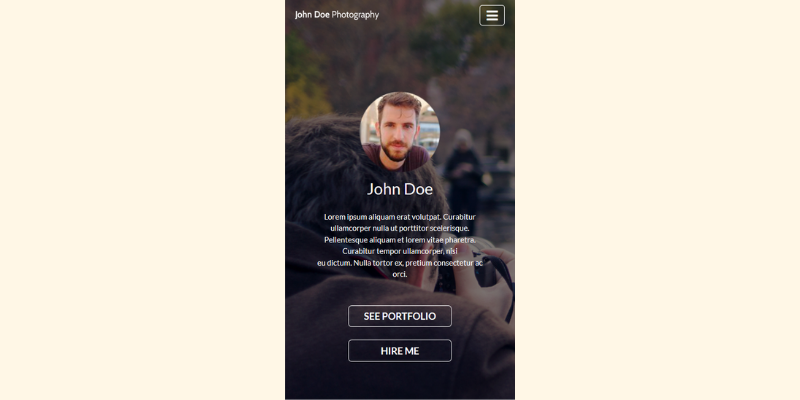 John Doe Photography
John Doe
Lorem ipsum aliquam erat volutpat. Curabitur
ullamcorper nulla ut porttitor scelerisque.
Pellentesque aliquam et lorem vitae pharetra.
Curabitur tempor ullamcorper, nisi
eu dictum. Nulla tortor ex, pretium consectetur ac
orci.
SEE PORTFOLIO
HIRE ME